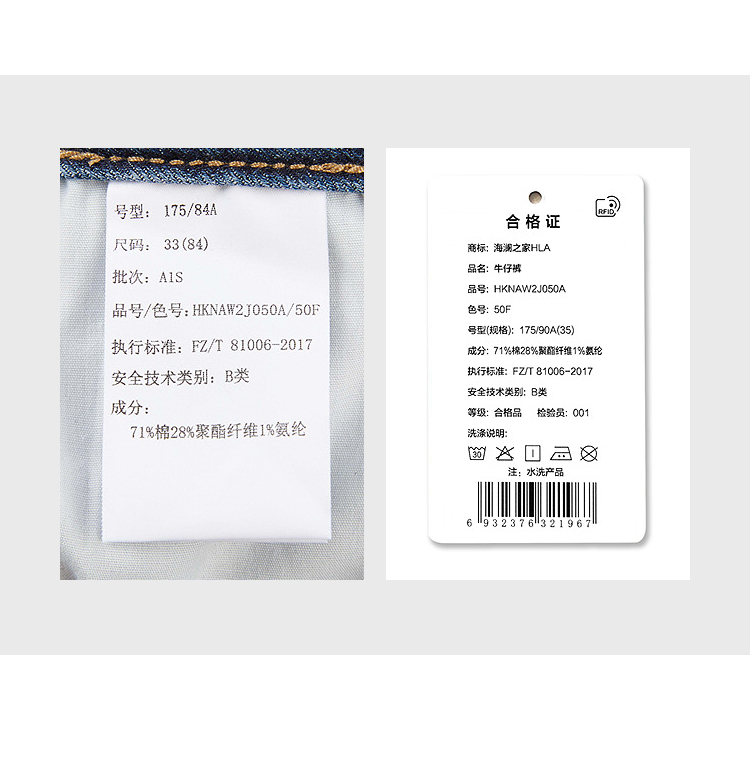 号型: 175/84A
尺码: 33(84)
批次: A1S
品号/色号:HKNAW2J050A/50F
执行标准: FZ/T 81006-2017
安全技术类别: B类
成分:
71%棉28%聚酯纤维1%氨纶
RFID
合格证
商标: 海澜之家HLA
品名: 牛仔裤
品号: HKNAW2J050A
色号: 50F
号型(规格): 175/90A(35)
成分: 71%棉28%聚酯纤维1%氨纶
执行标准: FZ/T 81006-2017
安全技术类别: B类
等级: 合格品 检验员: 001
洗涤说明:
30
注: 水洗产品
6 932376 321967